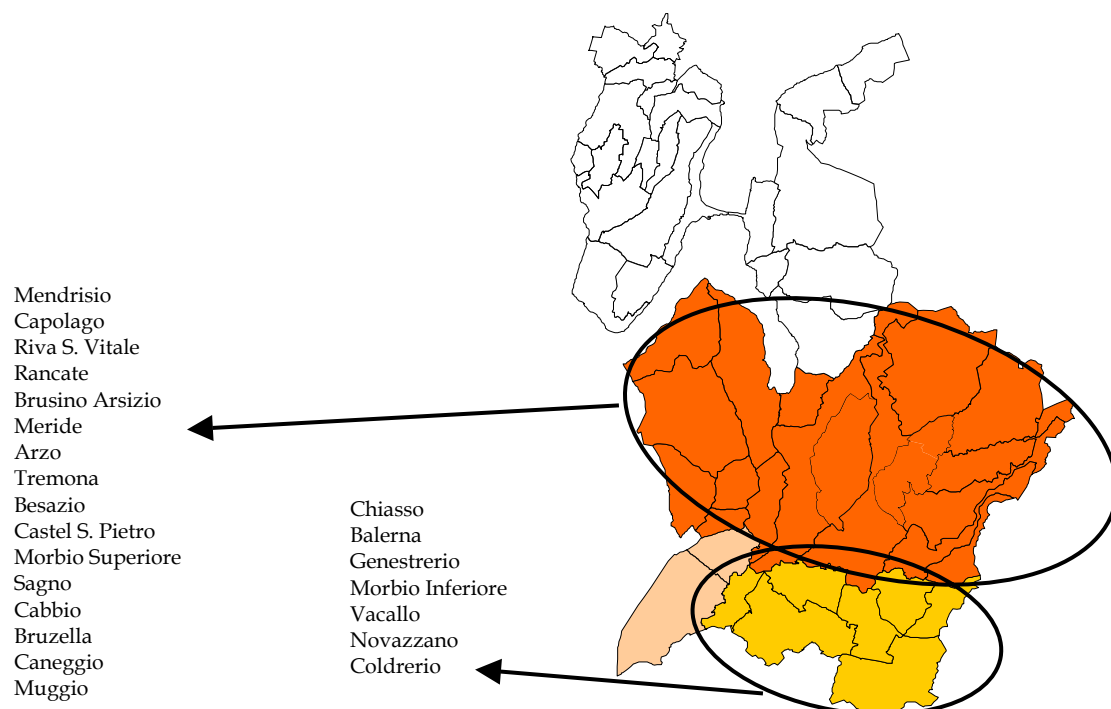 Mendrisio
Capolago
Riva S. Vitale
Rancate
Brusino Arsizio
Meride
Arzo
Tremona
Besazio
Castel S. Pietro
Morbio Superiore
Sagno
Cabbio
Bruzella
Caneggio
Muggio
Chiasso
Balerna
Genestrerio
Morbio Inferiore
Vacallo
Novazzano
Coldrerio